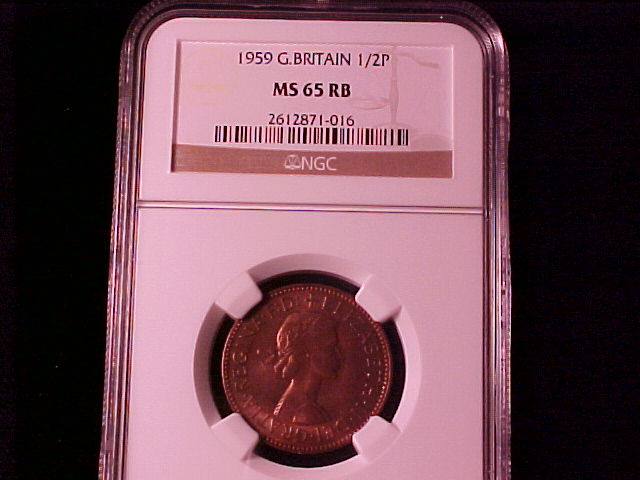 1959 G.BRITAIN 1/2P
MS 65 RB
2612871-016
NGC